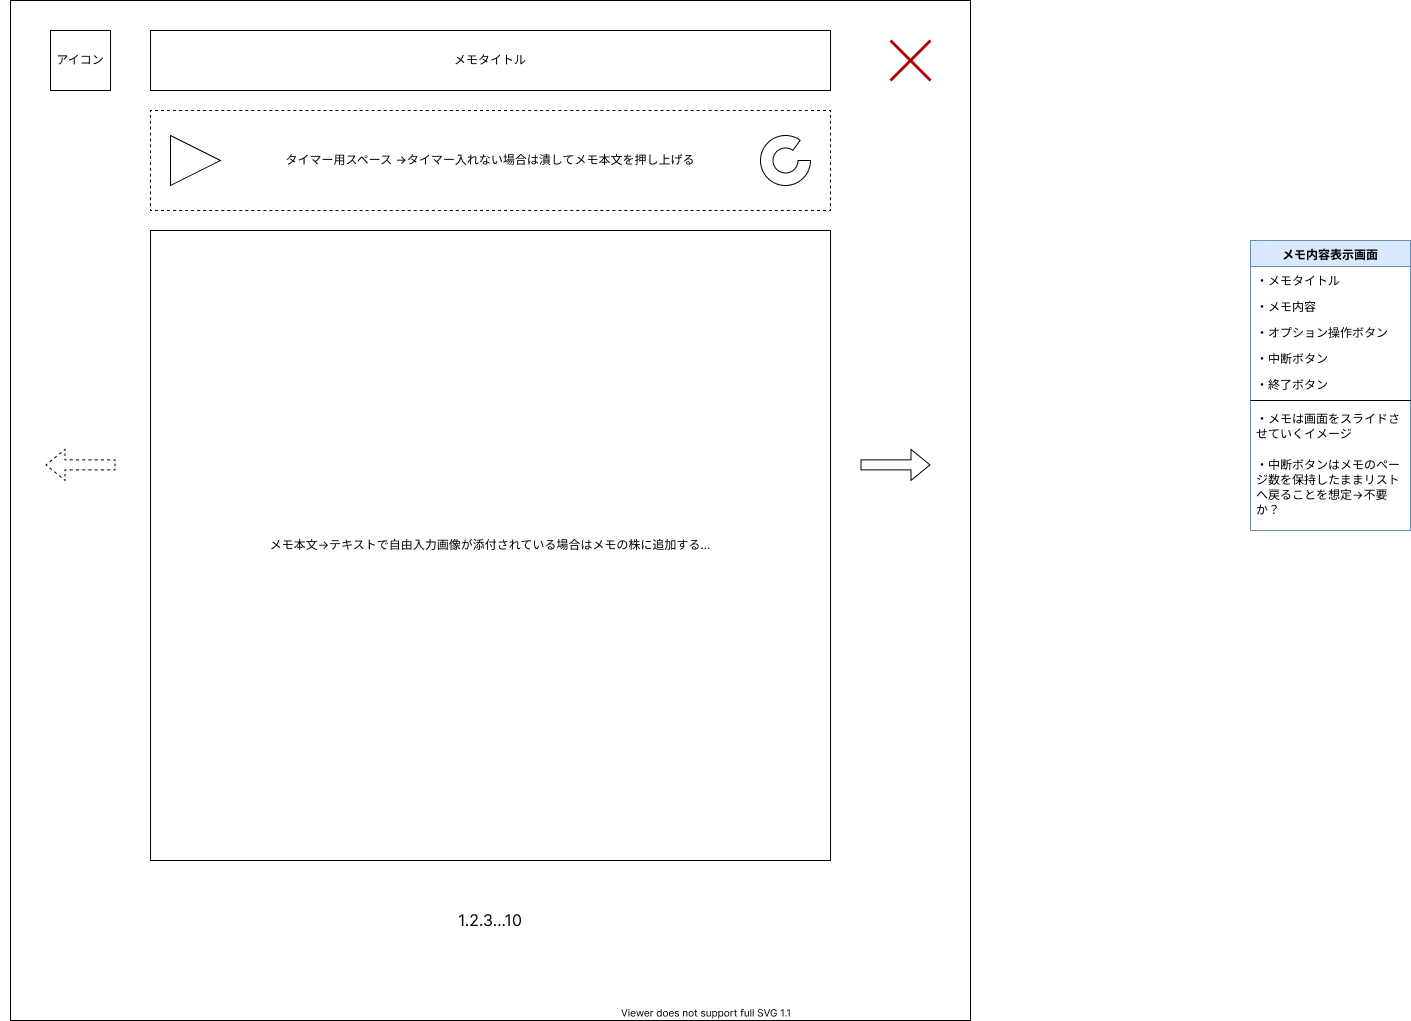 アイコン
メモタイトル
タイマー用スペース →タイマー入れない場合は潰してメモ本文を押し上げる
メモ本文→テキストで自由入力画像が添付されている場合はメモの株に追加する...
1.2.3...10
Viewer does not support full SVG 1.1
メモ内容表示画面
・メモタイトル
・メモ内容
・オプション操作ボタン
・中断ボタン
・終了ボタン
・メモは画面をスライドさ
せていくイメージ
・中断ボタンはメモのペー
ジ数を保持したままリスト
へ戻ることを想定→不要
か？